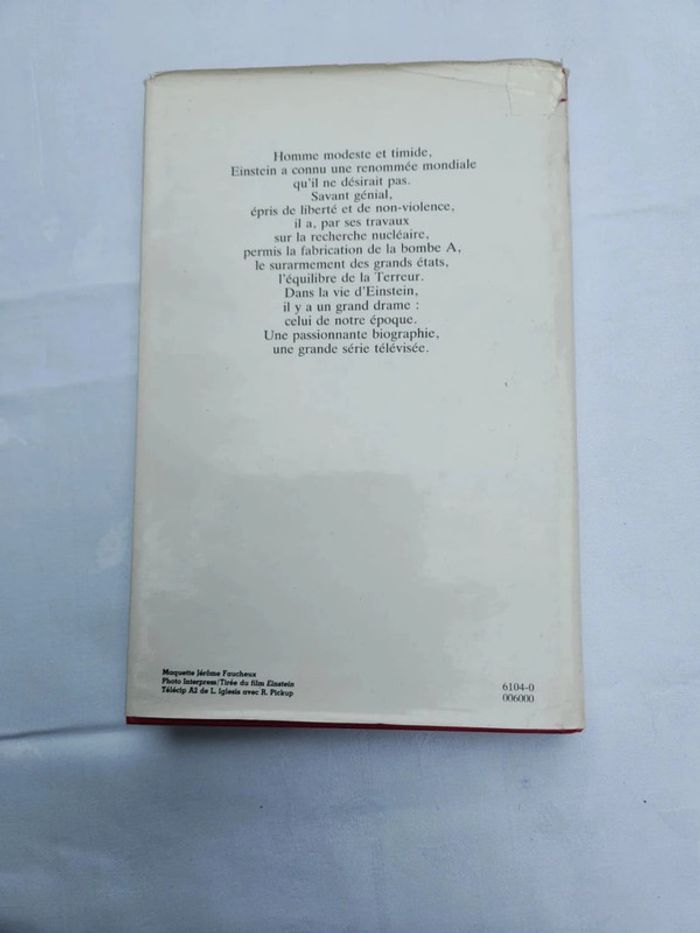 Homme modeste et timide,
Einstein a connu une renommée mondiale
qu'il ne désirait pas.
Savant génial,
épris de liberté et de non-violence,
il a, par ses travaux
sur la recherche nucléaire,
permis la fabrication de la bombe A,
le surarmement des grands états,
l'équilibre de la Terreur.
Dans la vie d'Einstein,
il y a un grand drame :
celui de notre époque.
Une passionnante biographie,
une grande série télévisée.
Maquette Jérôme Faucheux
Photo Interpress/Tirée du film Einstein
Télécip A2 de L. Iglesis avec R. Pickup
6104-0
006000